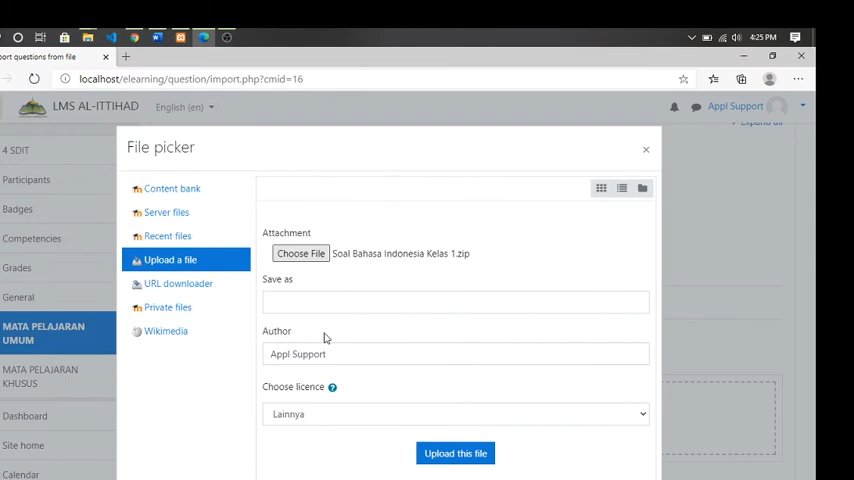 4:25 PM
port questions from file
localhost/elearning/question/import.php?cmid=16
LMS AL-ITTIHAD
English (en)
Appl Support
Expand all
4 SDIT
Participants
Badges
Competencies
Grades
General
MATA PELAJARAN
UMUM
MATA PELAJARAN
KHUSUS
Dashboard
Site home
Calendar
File picker
Content bank
Server files
Recent files
Upload a file
URL downloader
Private files
Wikimedia
Attachment
Choose File Soal Bahasa Indonesia Kelas 1.zip
Save as
Author
Appl Support
Choose licence
Lainnya
Upload this file